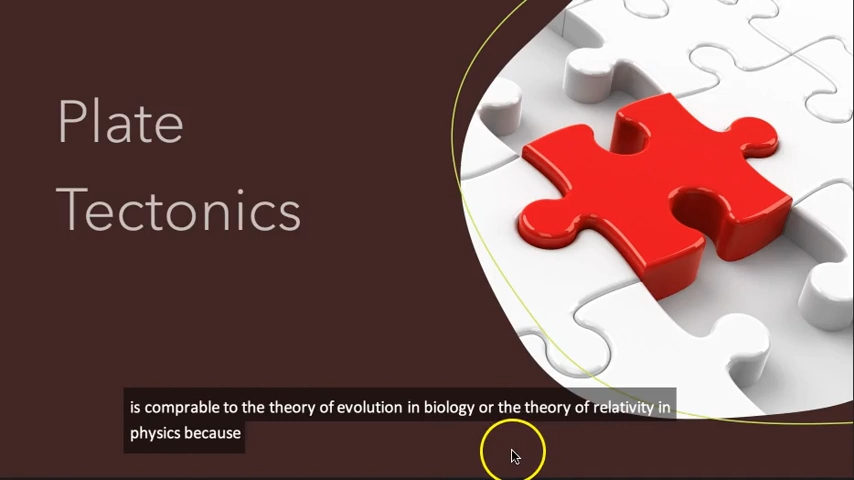 Plate
Tectonics
is comprable to the theory of evolution in biology or the theory of relativity in
physics because